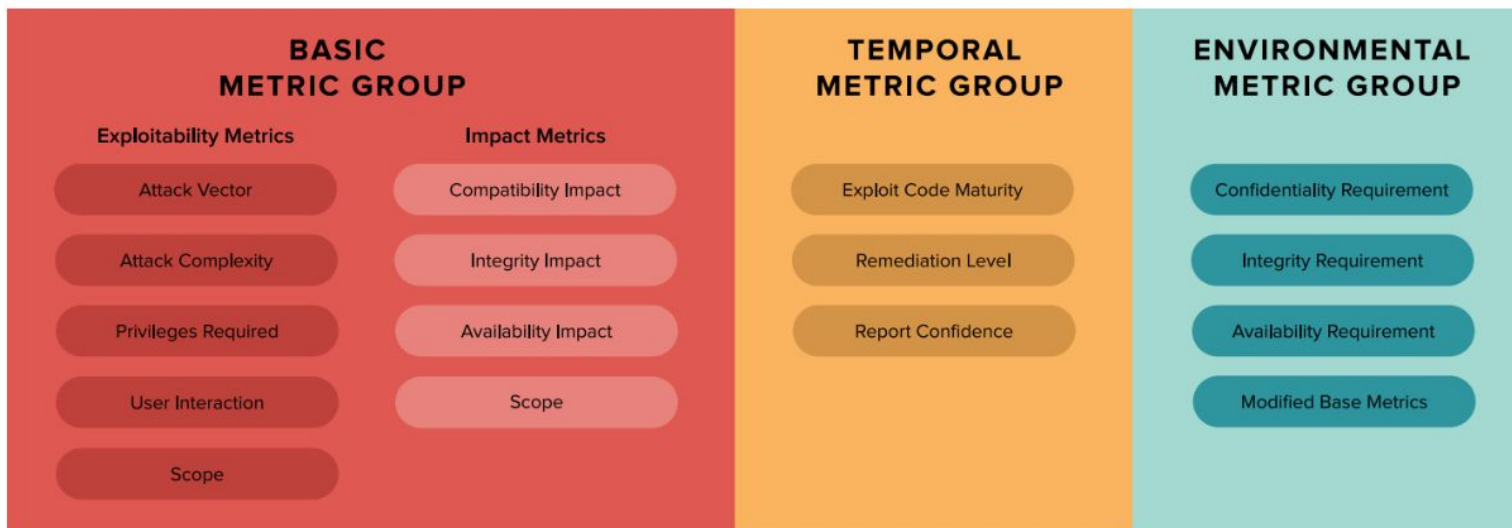 BASIC
METRIC GROUP
Exploitability Metrics
Attack Vector
Attack Complexity
Privileges Required
User Interaction
Scope
Impact Metrics
Compatibility Impact
Integrity Impact
Availability Impact
Scope
TEMPORAL
METRIC GROUP
Exploit Code Maturity
Remediation Level
Report Confidence
ENVIRONMENTAL
METRIC GROUP
Confidentiality Requirement
Integrity Requirement
Availability Requirement
Modified Base Metrics